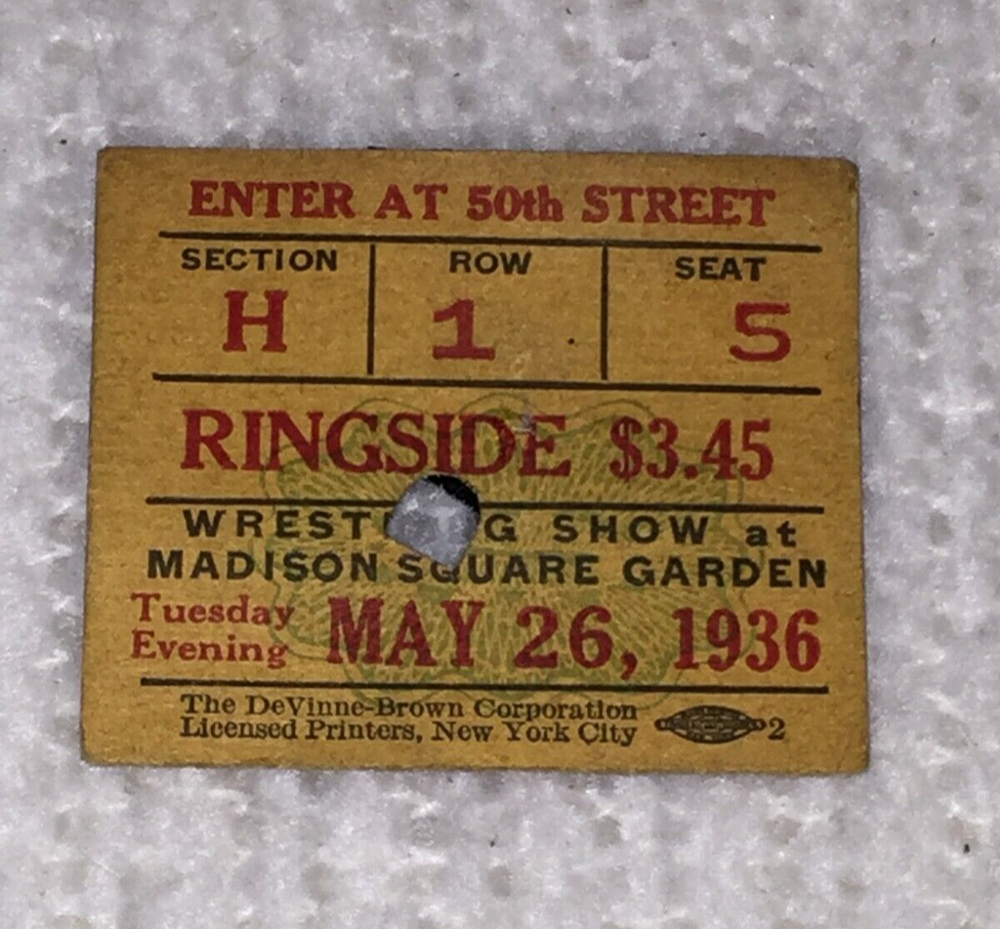 ENTER AT 50th STREET
SECTION ROW SEAT
H 1 5
RINGSIDE $3.45
WREST G SHOW at
MADISON SQUARE GARDEN
Tuesday Evening MAY 26, 1936
The DeVinne-Brown Corporation
Licensed Printers, New York City 2